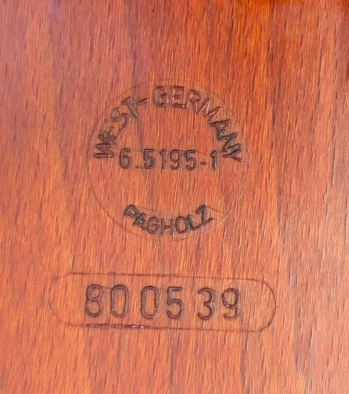 WEST-GERMANY
6.5195-1
PAGHOLZ
80 05 39